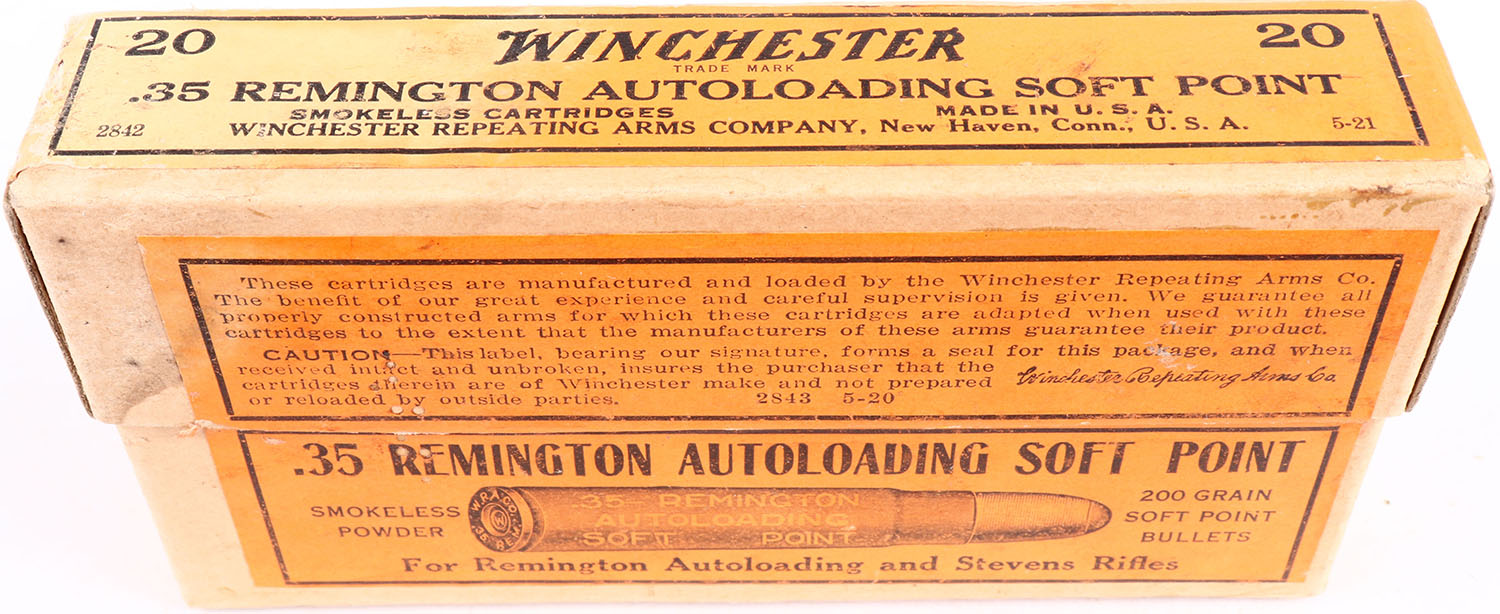 20 WINCHESTER 20
TRADE MARK
.35 REMINGTON AUTOLOADING SOFT POINT
SMOKELESS CARTRIDGES MADE IN U.S.A.
2842 WINCHESTER REPEATING ARMS COMPANY, New Haven, Conn., U. S. A. 5-21
These cartridges are manufactured and loaded by the Winchester Repeating Arms Co.
The benefit of our great experience and careful supervision is given. We guarantee all
properly constructed arms for which these cartridges are adapted when used with these
cartridges to the extent that the manufacturers of these arms guarantee their product.
CAUTION—This label, bearing our signature, forms a seal for this package, and when
received intact and unbroken, insures the purchaser that the
cartridges therein are of Winchester make and not prepared
or reloaded by outside parties. 2843 5-20
Winchester Repeating Arms Co.
.35 REMINGTON AUTOLOADING SOFT POINT
SMOKELESS
POWDER
W.R.A.CO.
W
.35 REM.
.35 REMINGTON
AUTOLOADING
SOFT POINT
200 GRAIN
SOFT POINT
BULLETS
For Remington Autoloading and Stevens Rifles